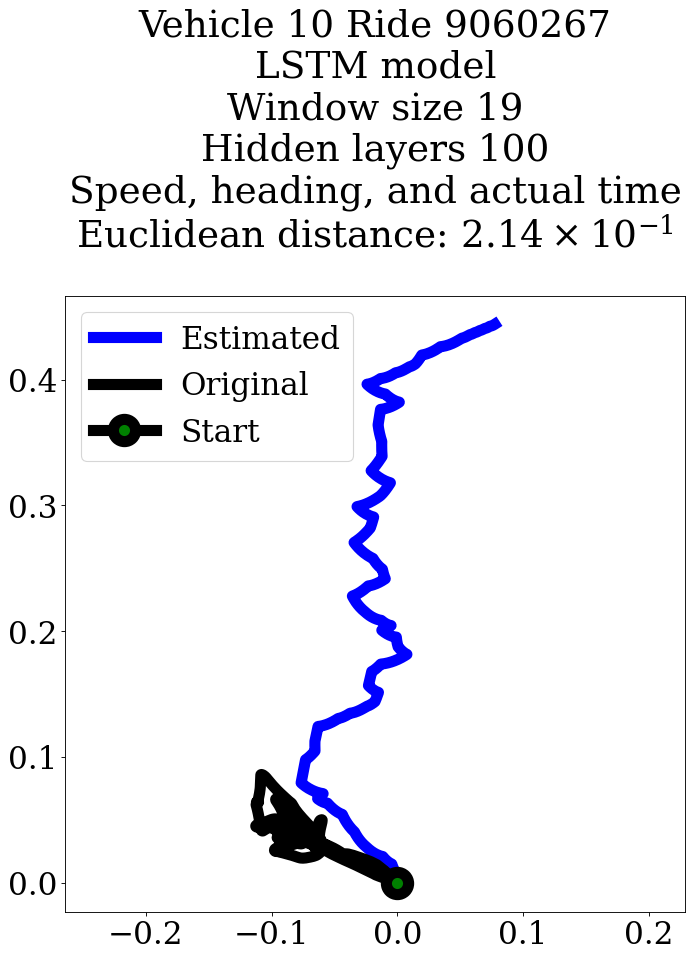 Vehicle 10 Ride 9060267
LSTM model
Window size 19
Hidden layers 100
Speed, heading, and actual time
Euclidean distance: 2.14 × 10⁻¹
Estimated
Original
Start
0.4
0.3
0.2
0.1
0.0
−0.2
−0.1
0.0
0.1
0.2